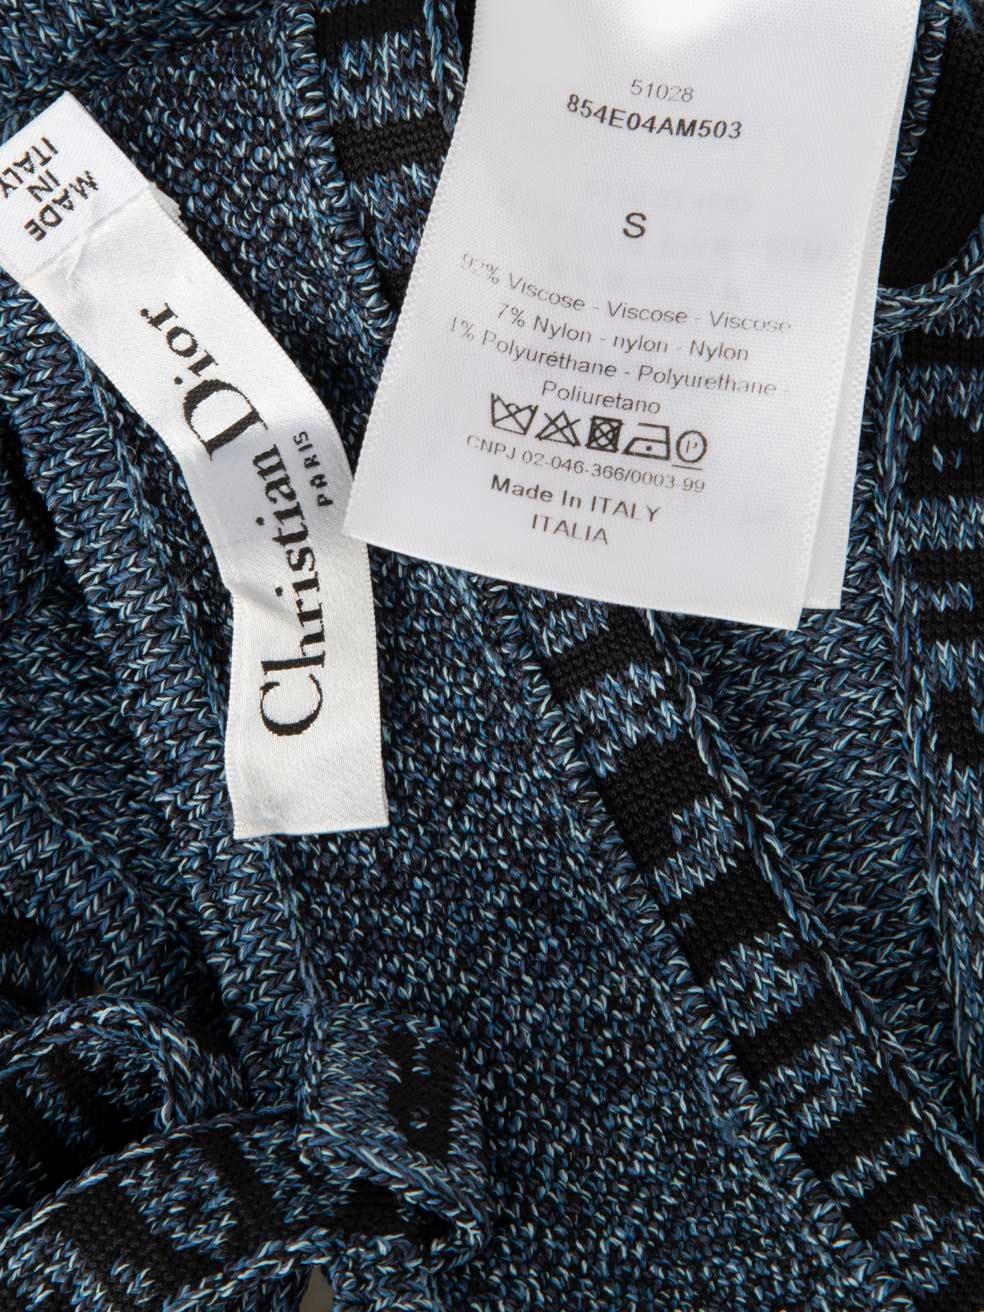 MADE
IN
ITALY
Christian Dior
PARIS
51028
854E04AM503
S
92% Viscose - Viscose - Viscose
7% Nylon - nylon - Nylon
1% Polyuréthane - Polyurethane -
Poliuretano
P
CNPJ 02-046-366/0003-99
Made In ITALY
ITALIA